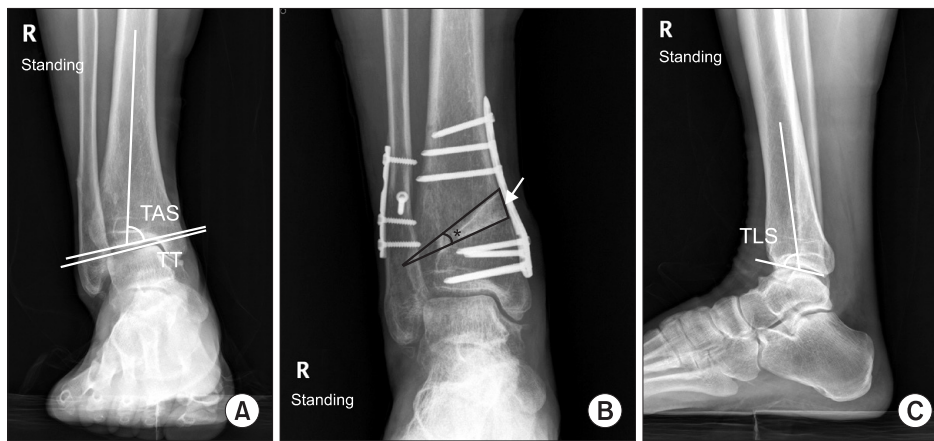 R
Standing
TAS
TT
A
*
R
Standing
B
R
Standing
TLS
C